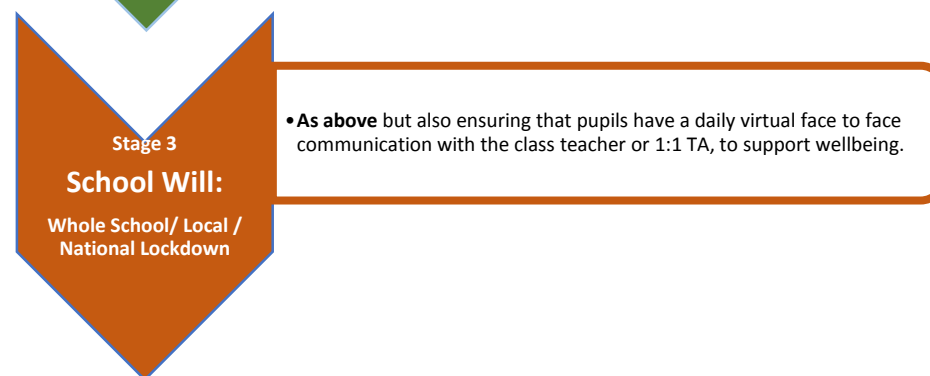 Stage 3
School Will:
Whole School/ Local /
National Lockdown
•As above but also ensuring that pupils have a daily virtual face to face
communication with the class teacher or 1:1 TA, to support wellbeing.